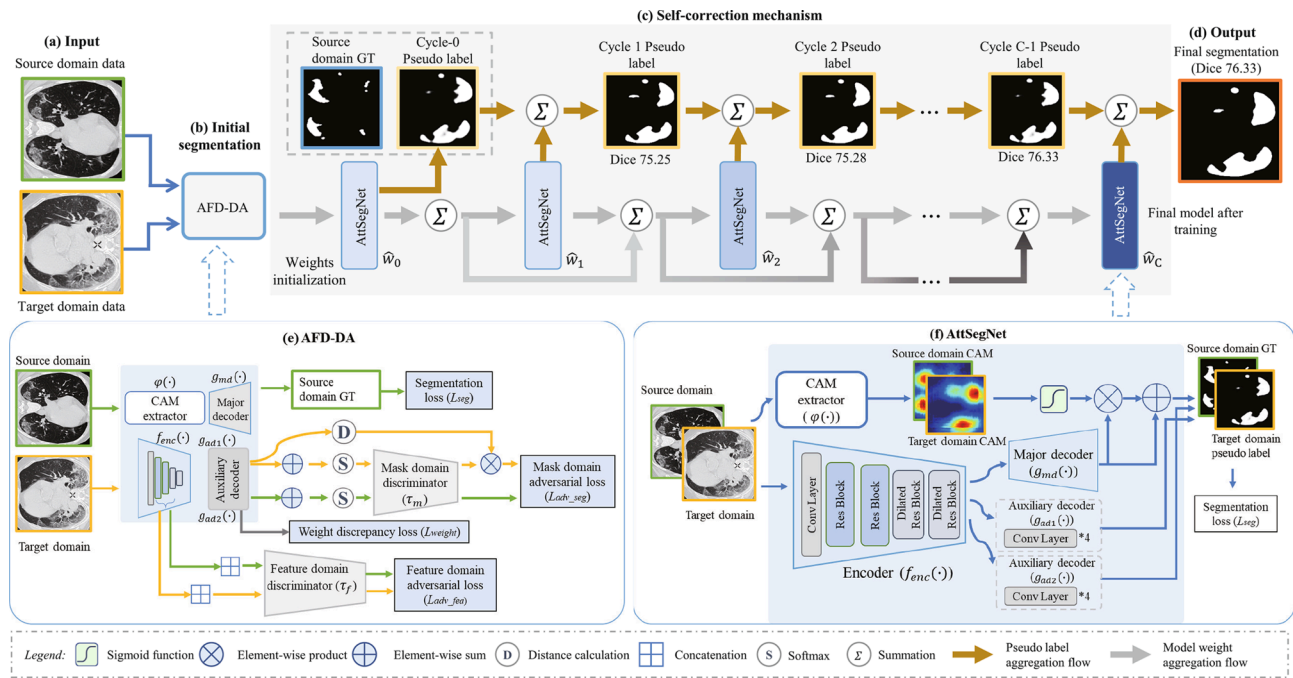 (c) Self-correction mechanism
(a) Input
Source domain data
Target domain data
(b) Initial
segmentation
AFD-DA
Source
domain GT
Cycle-0
Pseudo label
Cycle 1 Pseudo
label
Cycle 2 Pseudo
label
Cycle C-1 Pseudo
label
(d) Output
Final segmentation
(Dice 76.33)
Σ
Σ
...
Σ
Dice 75.25
Dice 75.28
Dice 76.33
Weights
initialization
AttSegNet
ŵ₀
Σ
AttSegNet
ŵ₁
Σ
AttSegNet
ŵ₂
Σ
...
...
Σ
AttSegNet
ŵ_C
Final model after
training
(e) AFD-DA
Source domain
Target domain
φ(·)
CAM
extractor
g_md(·)
Major
decoder
f_enc(·)
g_ad1(·)
Auxiliary
decoder
g_ad2(·)
Source
domain GT
Segmentation
loss (L_seg)
D
S
S
Mask domain
discriminator
(τ_m)
Mask domain
adversarial loss
(L_adv_seg)
Weight discrepancy loss (L_weight)
Feature domain
discriminator (τ_f)
Feature domain
adversarial loss
(L_adv_fea)
(f) AttSegNet
Source domain
Target domain
CAM
extractor
(φ(·))
Source domain CAM
Target domain CAM
Conv Layer
Res Block
Res Block
Dilated
Res Block
Dilated
Res Block
Encoder (f_enc(·))
Major decoder
(g_md(·))
Auxiliary decoder
(g_ad1(·))
Conv Layer *4
Auxiliary decoder
(g_ad2(·))
Conv Layer *4
Source domain GT
Target domain
pseudo label
Segmentation
loss (L_seg)
Legend:
Sigmoid function
Element-wise product
Element-wise sum
D Distance calculation
Concatenation
S Softmax
Σ Summation
Pseudo label
aggregation flow
Model weight
aggregation flow